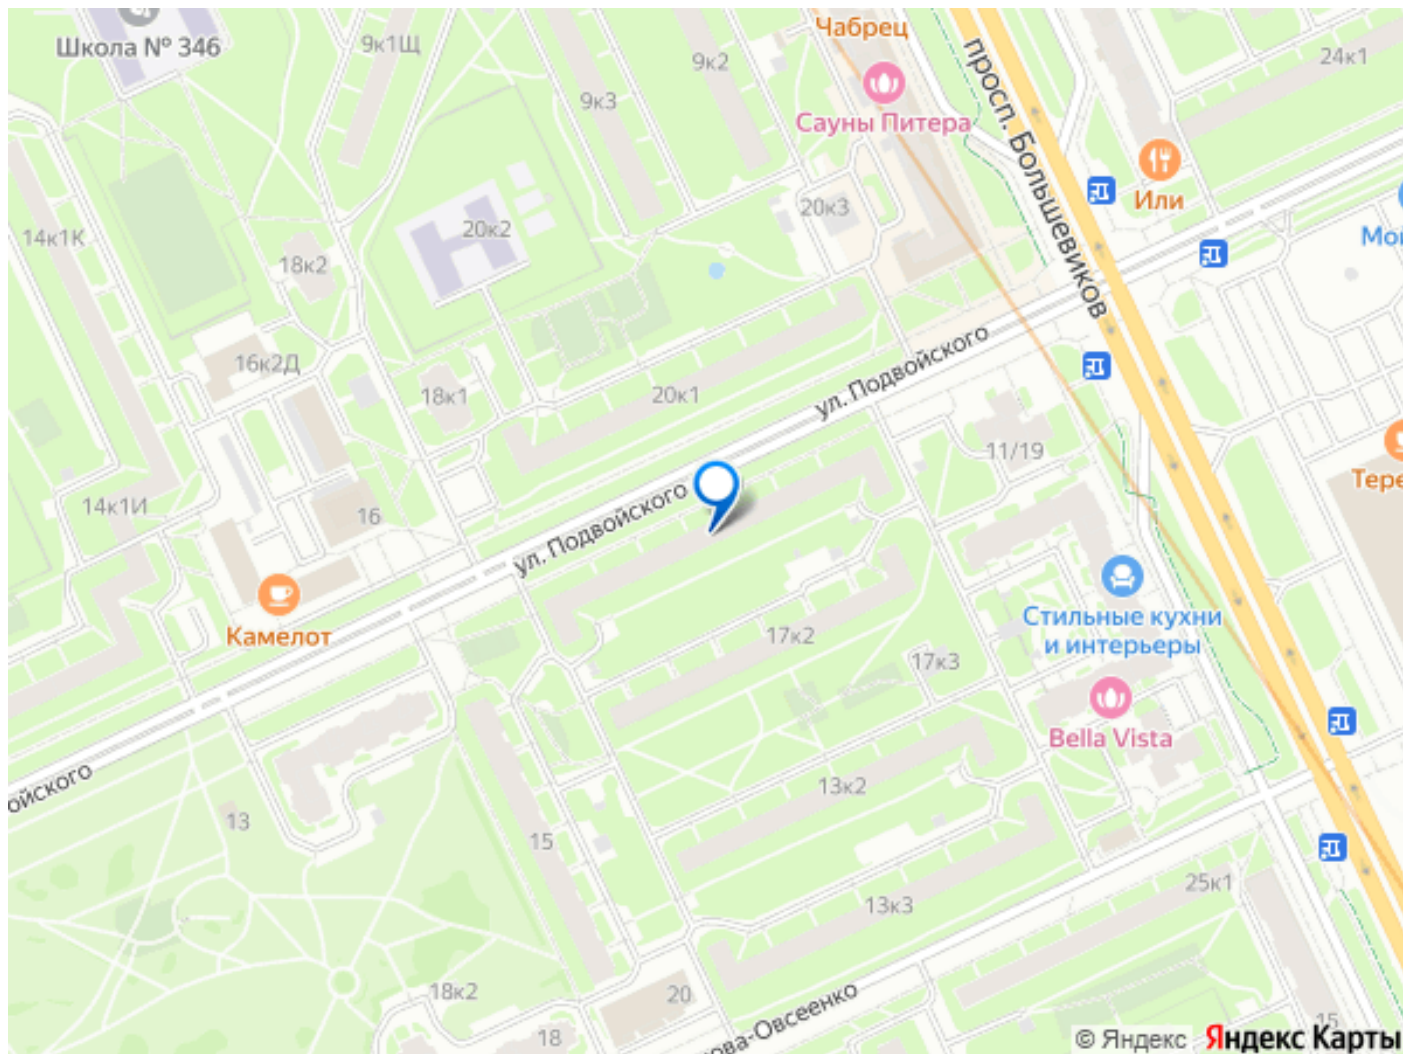 Школа № 346
9к1Щ
9к2
Чабрец
24к1
9к3
Сауны Питера
просп. Большевиков
Или
14к1К
20к2
20к3
18к2
Мой
16к2Д
18к1
20к1
ул. Подвойского
11/19
Тере
14к1И
16
ул. Подвойского
Камелот
17к2
Стильные кухни
и интерьеры
17к3
Bella Vista
ойского
13
15
13к2
25к1
13к3
18к2
20
18
ова-Овсеенко
15
© Яндекс Яндекс Карты